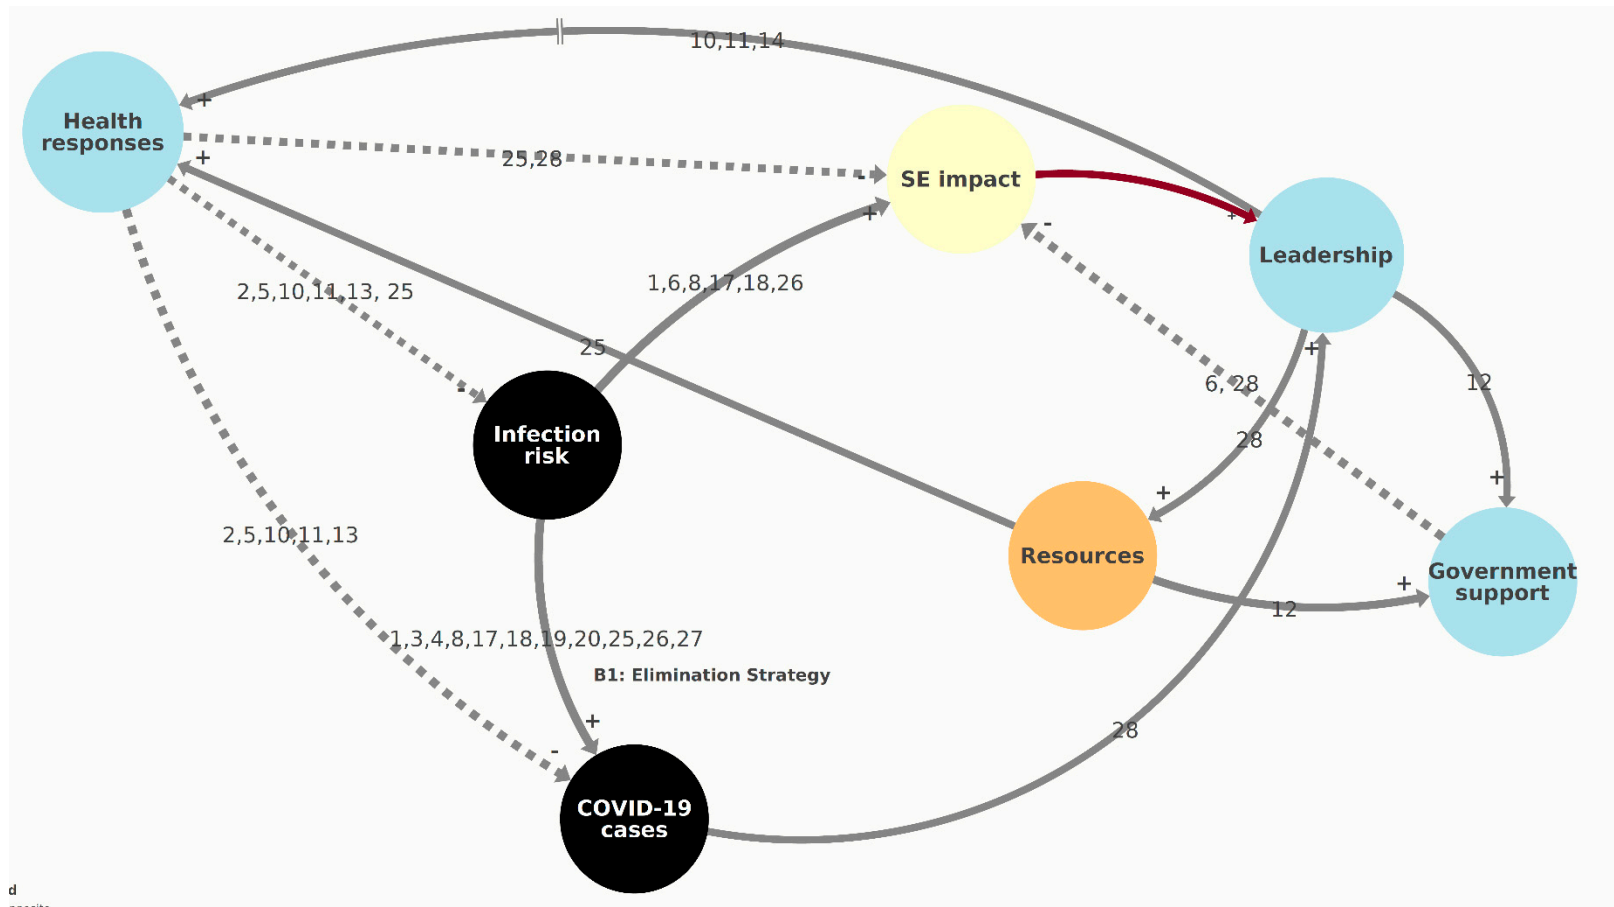 10,11,14
+
Health
responses
+
25,28
-
SE impact
+
+
-
Leadership
2,5,10,11,13, 25
1,6,8,17,18,26
25
+
6, 28
12
-
Infection
risk
28
+
+
Resources
Government
support
+
12
2,5,10,11,13
1,3,4,8,17,18,19,20,25,26,27
B1: Elimination Strategy
+
28
-
COVID-19
cases
d